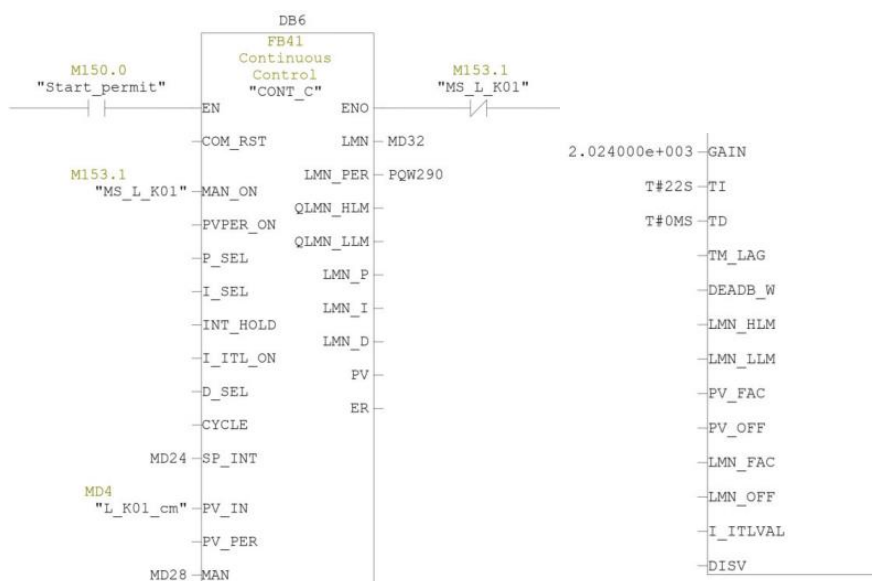 DB6
FB41
Continuous
Control
"CONT_C"
M150.0
"Start_permit"
EN
ENO
M153.1
"MS_L_K01"
COM_RST
LMN
MD32
M153.1
"MS_L_K01"
MAN_ON
LMN_PER
PQW290
PVPER_ON
QLMN_HLM
P_SEL
QLMN_LLM
I_SEL
LMN_P
INT_HOLD
LMN_I
I_ITL_ON
LMN_D
D_SEL
PV
CYCLE
ER
MD24
SP_INT
MD4
"L_K01_cm"
PV_IN
PV_PER
MD28
MAN
2.024000e+003
GAIN
T#22S
TI
T#0MS
TD
TM_LAG
DEADB_W
LMN_HLM
LMN_LLM
PV_FAC
PV_OFF
LMN_FAC
LMN_OFF
I_ITLVAL
DISV